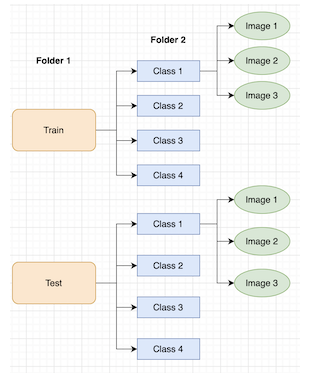 Folder 1
Folder 2
Train
Class 1
Class 2
Class 3
Class 4
Image 1
Image 2
Image 3
Test
Class 1
Class 2
Class 3
Class 4
Image 1
Image 2
Image 3